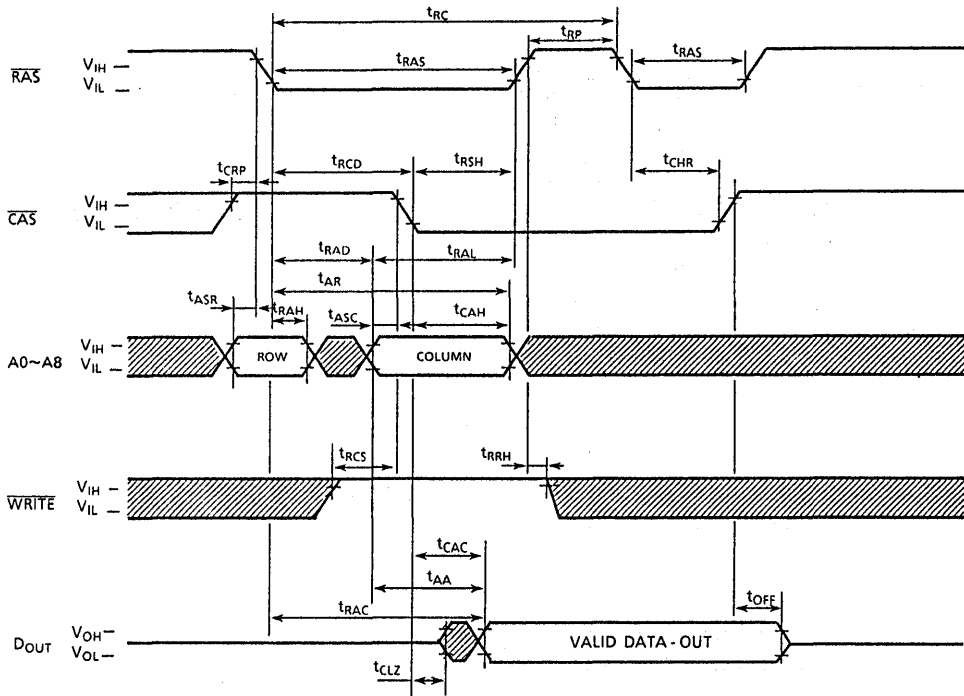 tRC
tRP
RAS
VIH
VIL
tRAS
tRAS
tCRP
tRCD
tRSH
tCHR
CAS
VIH
VIL
tRAD
tRAL
tAR
tASR
tRAH
tASC
tCAH
A0~A8
VIH
VIL
ROW
COLUMN
tRCS
tRRH
WRITE
VIH
VIL
tCAC
tAA
tRAC
tOFF
DOUT
VOH
VOL
VALID DATA-OUT
tCLZ